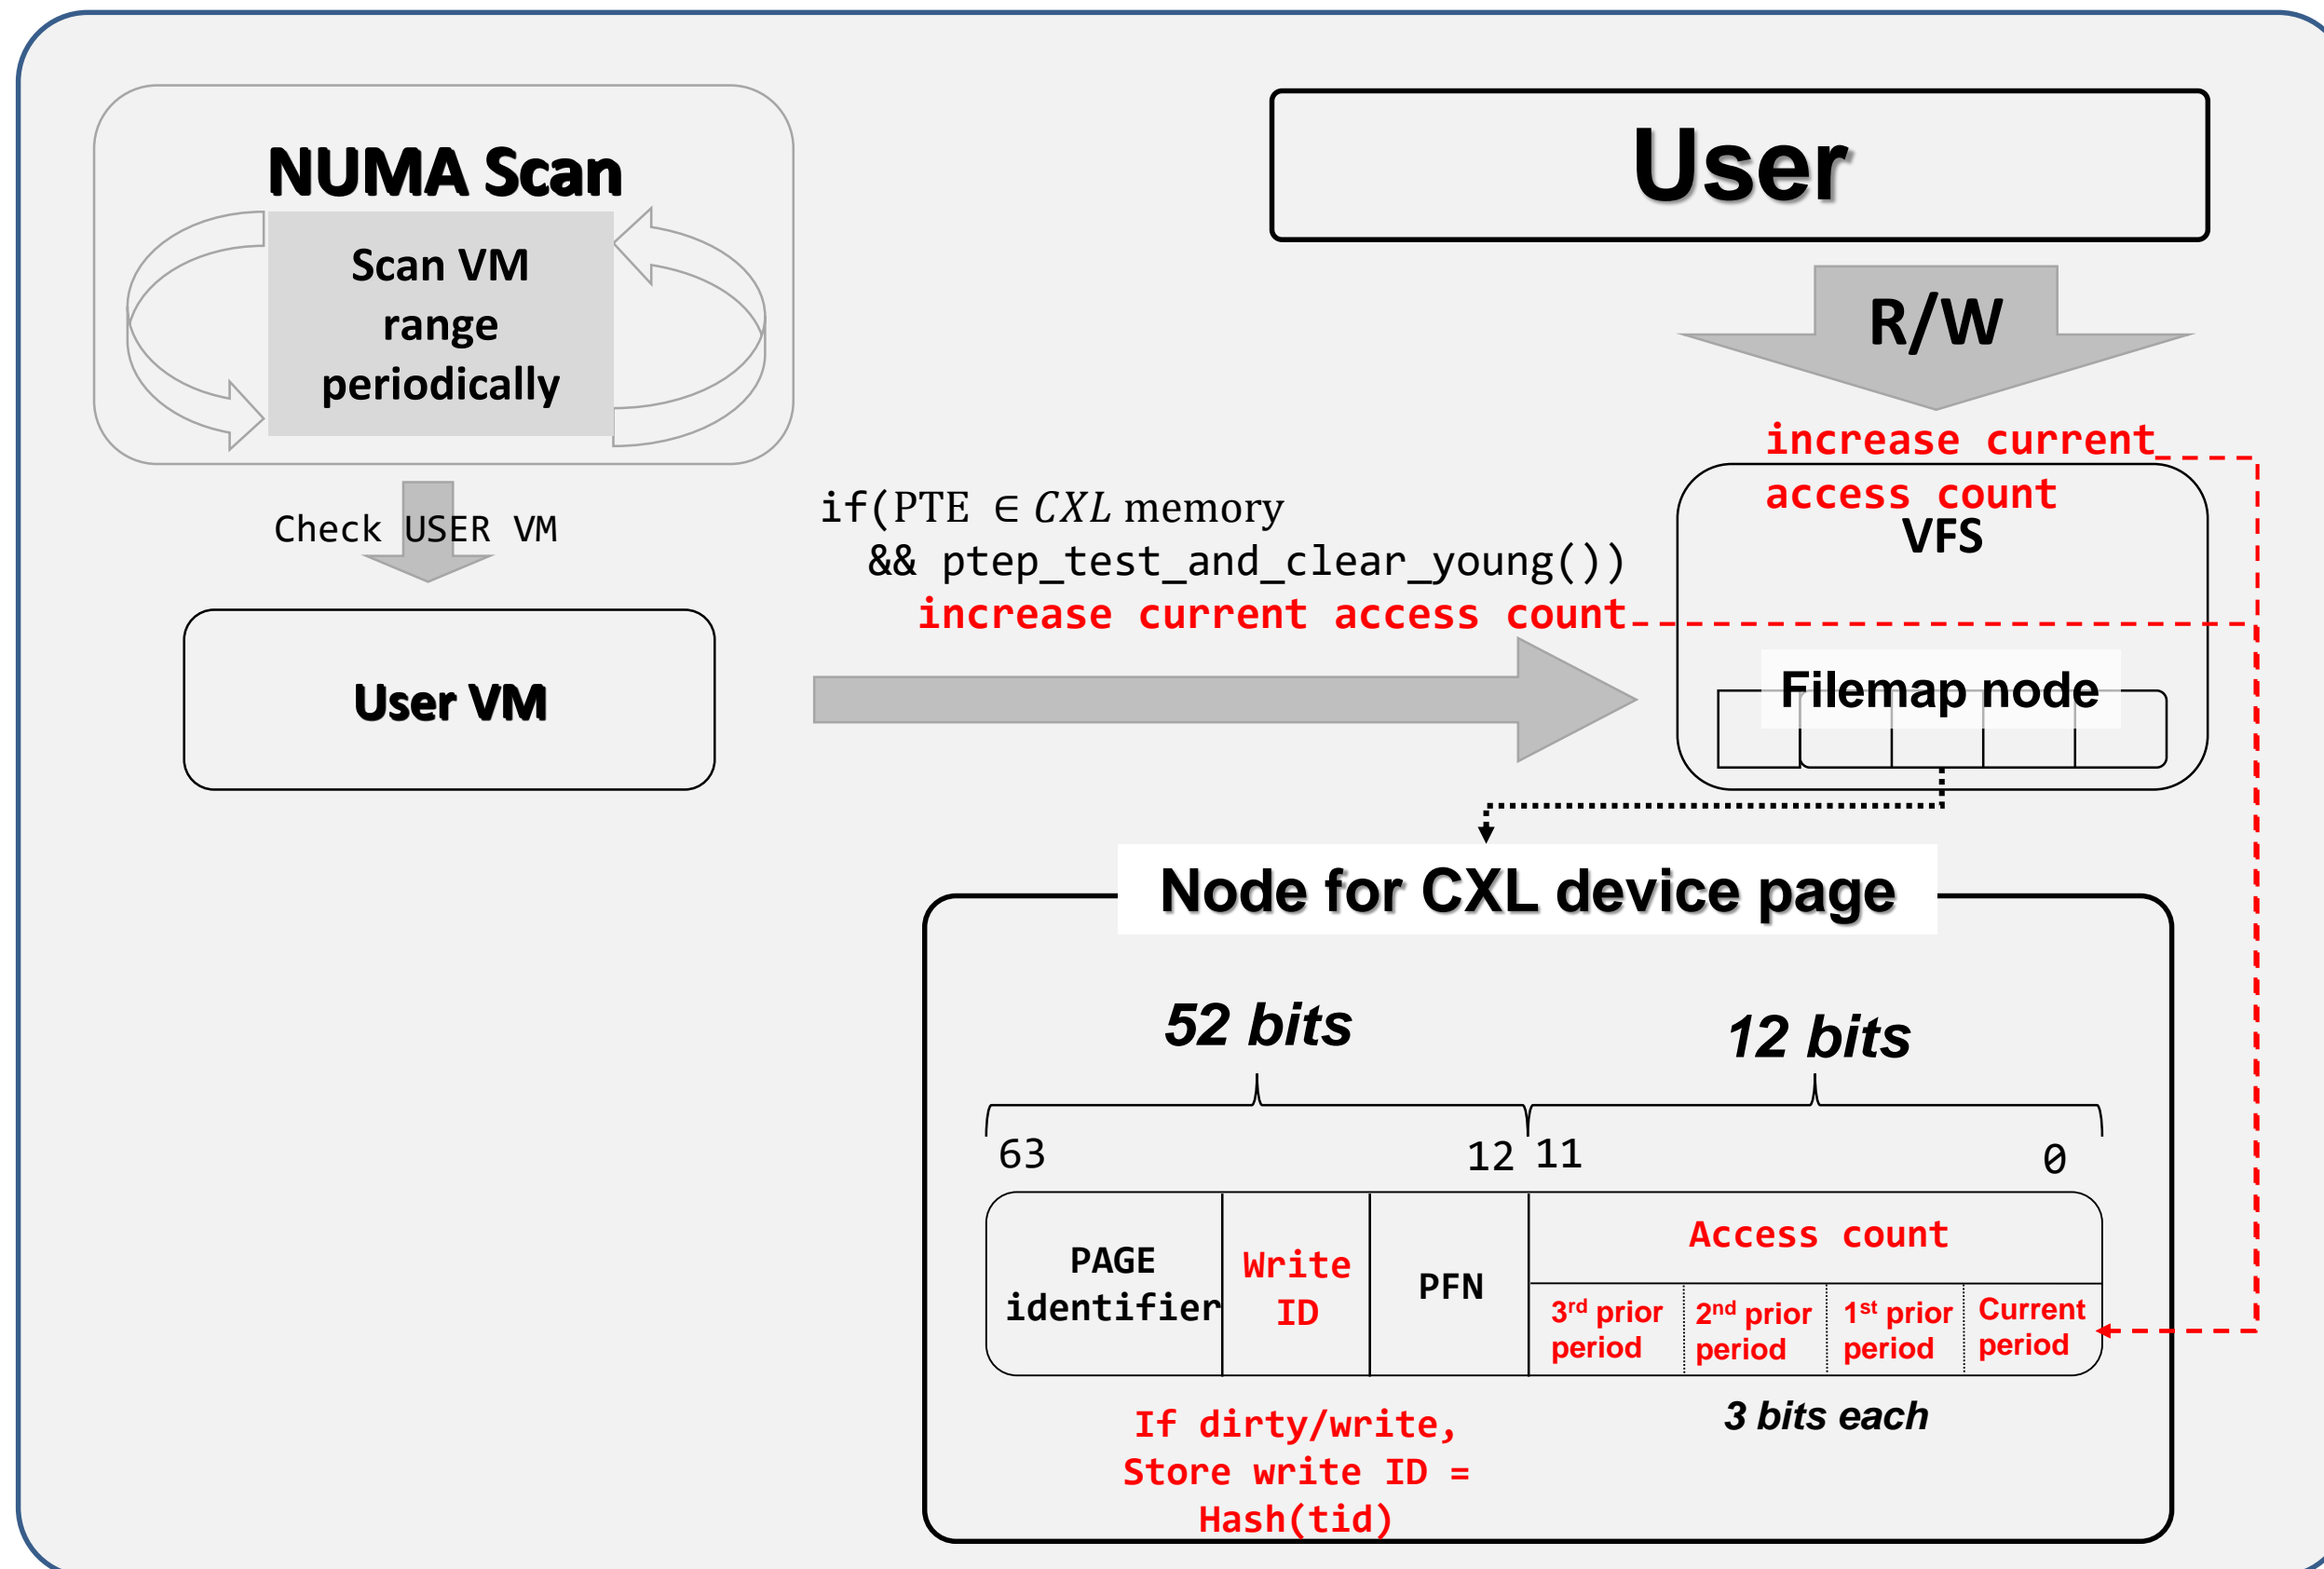 NUMA Scan
Scan VM
range
periodically
Check USER VM
User VM
User
R/W
increase current
access count
VFS
if(PTE ∈ CXL memory
&& ptep_test_and_clear_young())
increase current access count
Filemap node
Node for CXL device page
52 bits
12 bits
63
12
11
0
PAGE
identifier
Write
ID
PFN
Access count
3rd prior
period
2nd prior
period
1st prior
period
Current
period
If dirty/write,
Store write ID =
Hash(tid)
3 bits each